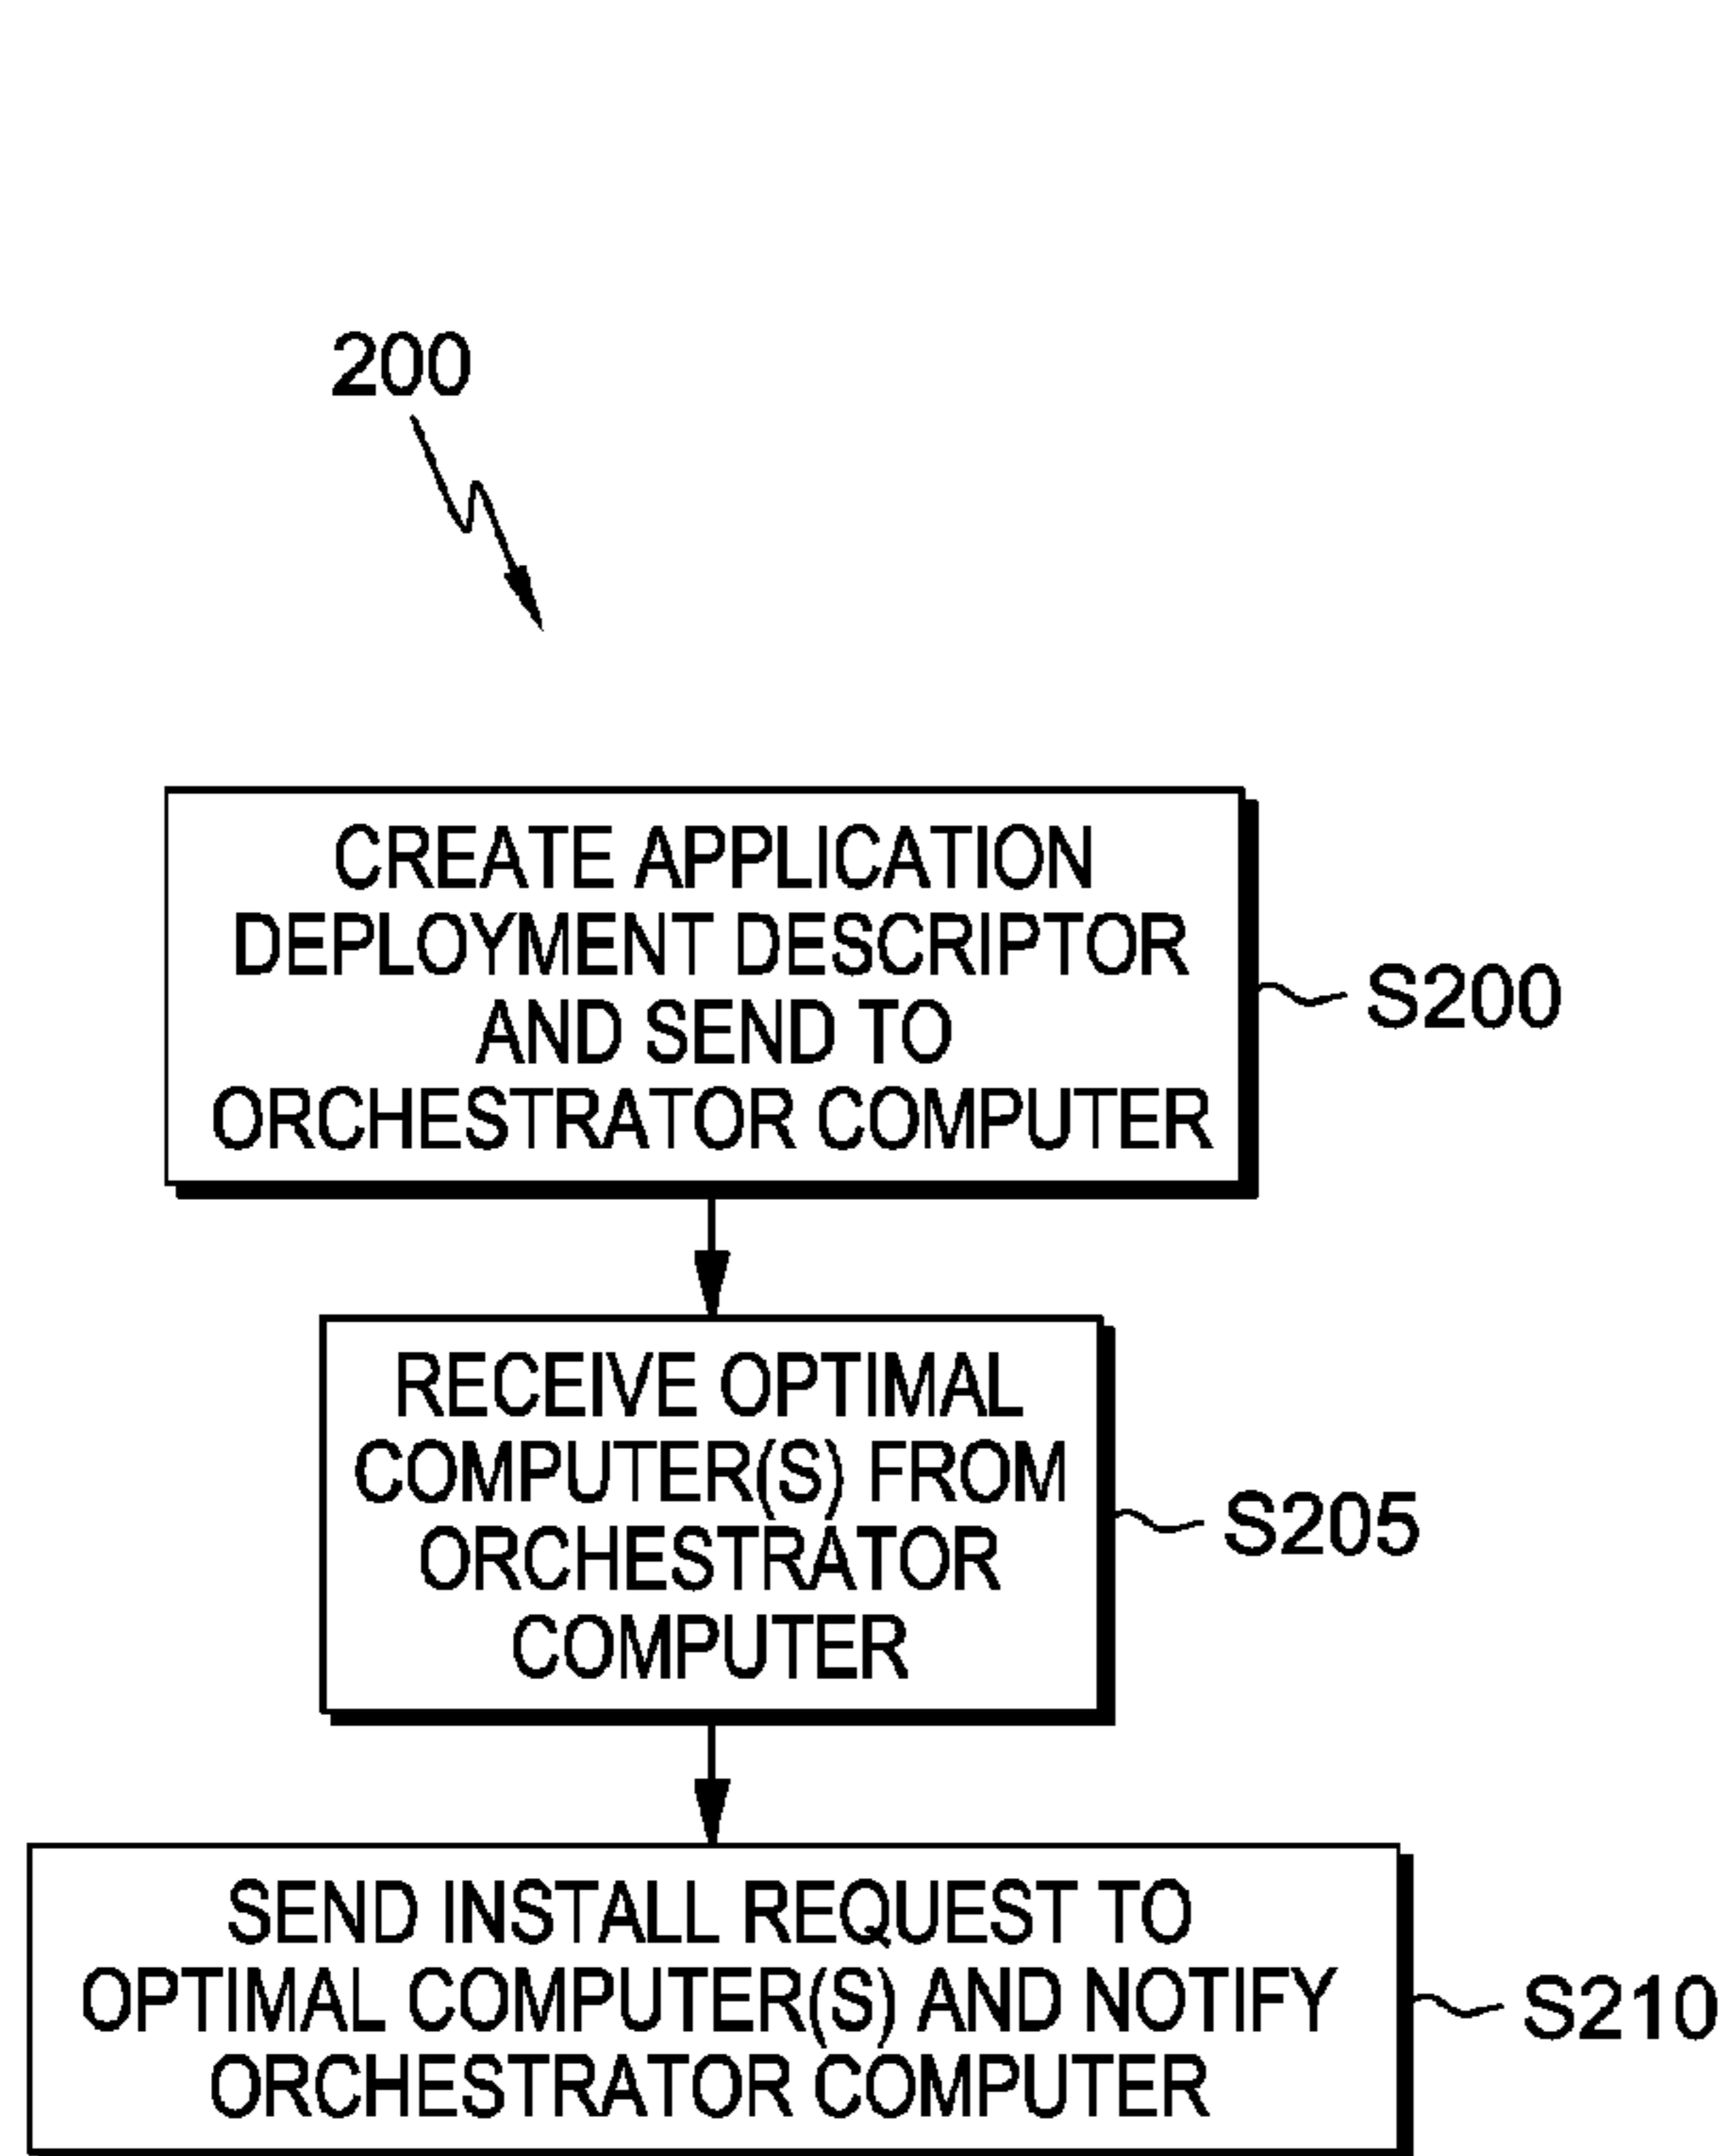 200
CREATE APPLICATION
DEPLOYMENT DESCRIPTOR
AND SEND TO
ORCHESTRATOR COMPUTER
S200
RECEIVE OPTIMAL
COMPUTER(S) FROM
ORCHESTRATOR
COMPUTER
S205
SEND INSTALL REQUEST TO
OPTIMAL COMPUTER(S) AND NOTIFY
ORCHESTRATOR COMPUTER
S210